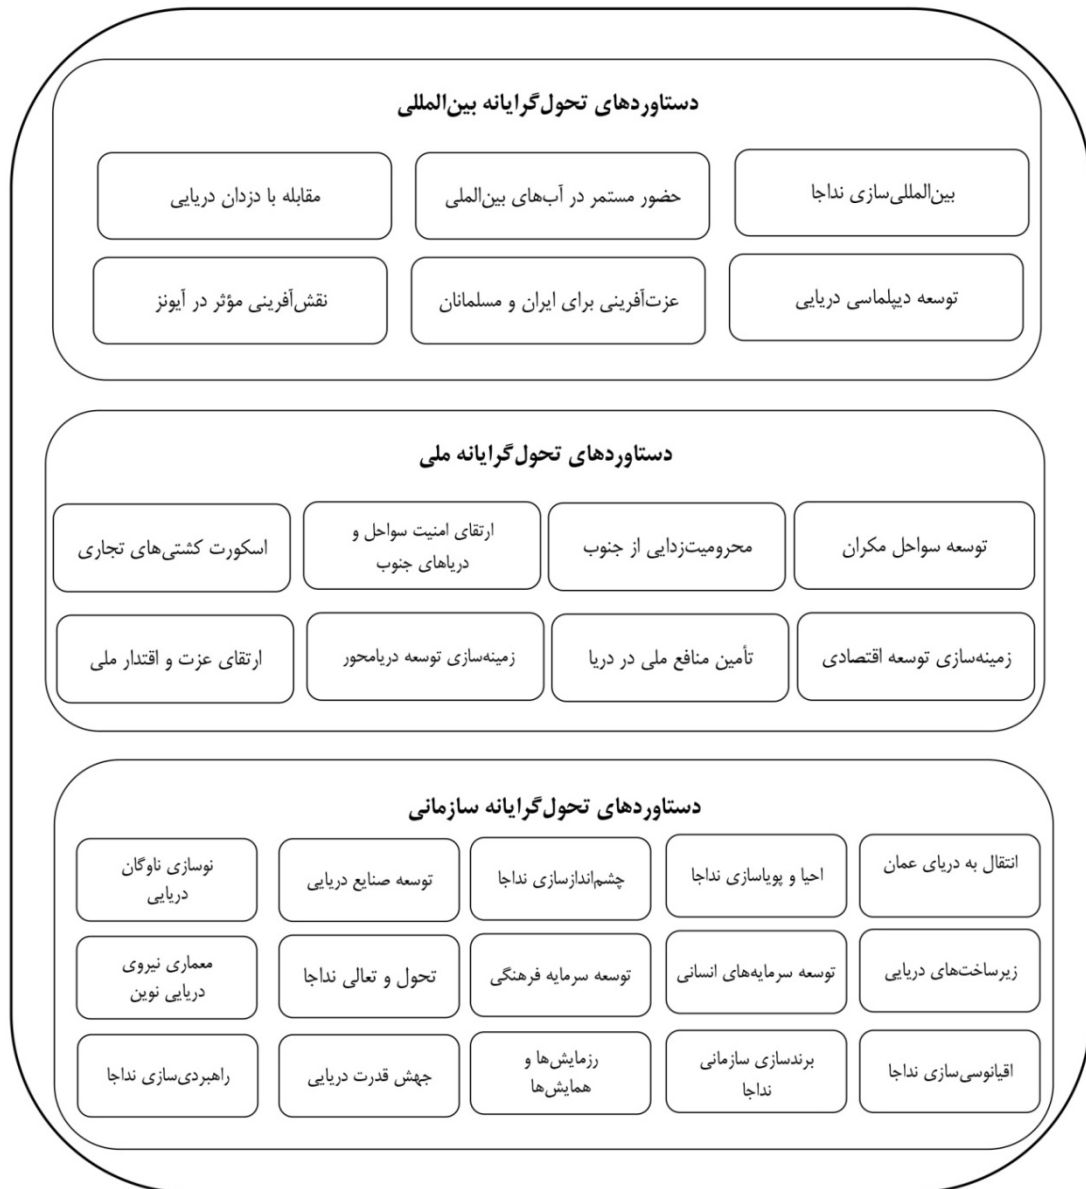 دستاوردهای تحول‌گرایانه بین‌المللی
بین‌المللی‌سازی نداجا
حضور مستمر در آب‌های بین‌الملی
مقابله با دزدان دریایی
توسعه دیپلماسی دریایی
عزت‌آفرینی برای ایران و مسلمانان
نقش‌آفرینی مؤثر در آیونز
دستاوردهای تحول‌گرایانه ملی
توسعه سواحل مکران
محرومیت‌زدایی از جنوب
ارتقای امنیت سواحل و
دریاهای جنوب
اسکورت کشتی‌های تجاری
زمینه‌سازی توسعه اقتصادی
تأمین منافع ملی در دریا
زمینه‌سازی توسعه دریامحور
ارتقای عزت و اقتدار ملی
دستاوردهای تحول‌گرایانه سازمانی
انتقال به دریای عمان
احیا و پویاسازی نداجا
چشم‌اندازسازی نداجا
توسعه صنایع دریایی
نوسازی ناوگان
دریایی
زیرساخت‌های دریایی
توسعه سرمایه‌های انسانی
توسعه سرمایه فرهنگی
تحول و تعالی نداجا
معماری نیروی
دریایی نوین
اقیانوسی‌سازی نداجا
برندسازی سازمانی
نداجا
رزمایش‌ها و
همایش‌ها
جهش قدرت دریایی
راهبردی‌سازی نداجا